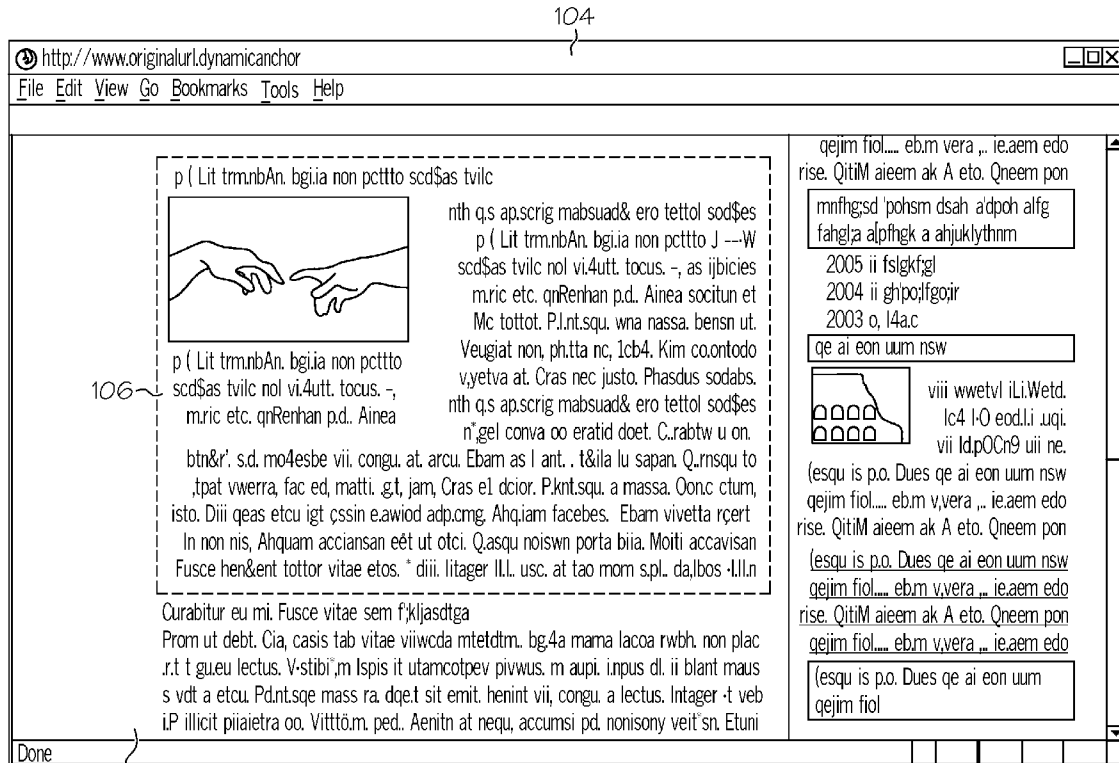 104
http://www.originalurl.dynamicanchor
File Edit View Go Bookmarks Tools Help
p ( Lit trm.nbAn. bgi.ia non pcttto scd$as tvilc
nth q.s ap.scrig mabsuad& ero tettol sod$es
p ( Lit trm.nbAn. bgi.ia non pcttto J ---·W
scd$as tvilc nol vi.4utt. tocus. –, as ijbicies
m.ric etc. qnRenhan p.d.. Ainea socitun et
Mc tottot. P.l.nt.squ. wna nassa. bensn ut.
Veugiat non, ph.tta nc, 1cb4. Kim co.ontodo
v,yetva at. Cras nec justo. Phasdus sodabs.
nth q.s ap.scrig mabsuad& ero tettol sod$es
n*,gel conva oo eratid doet. C..rabtw u on.
p ( Lit trm.nbAn. bgi.ia non pcttto
106
scd$as tvilc nol vi.4utt. tocus. –,
m.ric etc. qnRenhan p.d.. Ainea
btn&r'. s.d. mo4esbe vii. congu. at. arcu. Ebam as I ant. . t&ila lu sapan. Q..rnsqu to
,tpat vwerra, fac ed, matti. .g.t, jam, Cras e1 dcior. P.knt.squ. a massa. Oon.c ctum,
isto. Diii qeas etcu igt çssin e.awiod adp.cmg. Ahq.iam facebes. Ebam vivetta rçert
In non nis, Ahquam acciansan eêt ut otci. Q.asqu noiswn porta biia. Moiti accavisan
Fusce hen&ent tottor vitae etos. * diii. litager II.I.. usc. at tao mom s.pl.. da,lbos ·I.II.n
Curabitur eu mi. Fusce vitae sem f';kljasdtga
Prom ut debt. Cia, casis tab vitae viiwcda mtetdtm.. bg.4a mama lacoa rwbh. non plac
.r.t t gu.eu lectus. V·stibi*,m Ispis it utamcotpev pivwus. m aupi. i.npus dl. ii blant maus
s vdt a etcu. Pd.nt.sqe mass ra. dqe.t sit emit. henint vii, congu. a lectus. Intager ·t veb
i.P illicit piiaietra oo. Vitttö.m. ped.. Aenitn at nequ, accumsi pd. nonisony veit*sn. Etuni
qejim fiol..... eb.m vera ,.. ie.aem edo
rise. QitiM aieem ak A eto. Qneem pon
mnfhg;sd 'pohsm dsah a'dpoh alfg
fahgl;a a[pfhgk a ahjuklythnm
2005 ii fslgkf;gl
2004 ii gh'po;lfgo;ir
2003 o, l4a.c
qe ai eon uum nsw
viii wwetvl iLi.Wetd.
lc4 I·O eod.l.i .uqi.
vii ld.pOCn9 uii ne.
(esqu is p.o. Dues qe ai eon uum nsw
qejim fiol..... eb.m v,vera ,.. ie.aem edo
rise. QitiM aieem ak A eto. Qneem pon
(esqu is p.o. Dues qe ai eon uum nsw
qejim fiol..... eb.m v,vera ,.. ie.aem edo
rise. QitiM aieem ak A eto. Qneem pon
qejim fiol..... eb.m v,vera ,.. ie.aem edo
(esqu is p.o. Dues qe ai eon uum
qejim fiol
Done